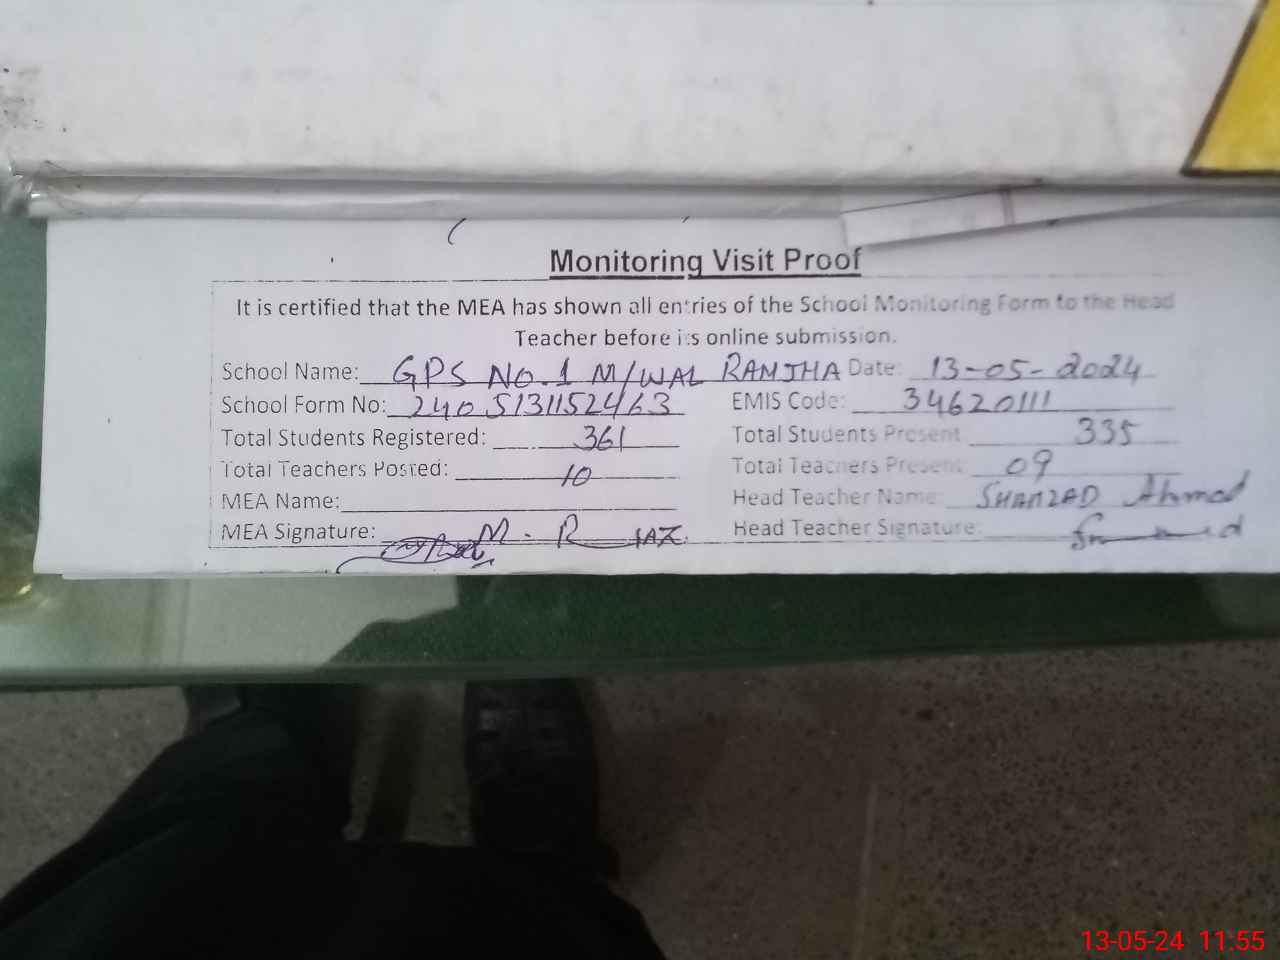 Monitoring Visit Proof
It is certified that the MEA has shown all entries of the School Monitoring Form to the Head
Teacher before its online submission.
School Name: GPS NO.1 M/WAL RAMJHA Date: 13-05-2024
School Form No: 2405131152463 EMIS Code: 34620111
Total Students Registered: 361 Total Students Present 335
Total Teachers Posted: 10 Total Teachers Present: 09
MEA Name: Head Teacher Name: SHAHZAD Ahmad
MEA Signature: M. R IAZ Head Teacher Signature:
13-05-24 11:55